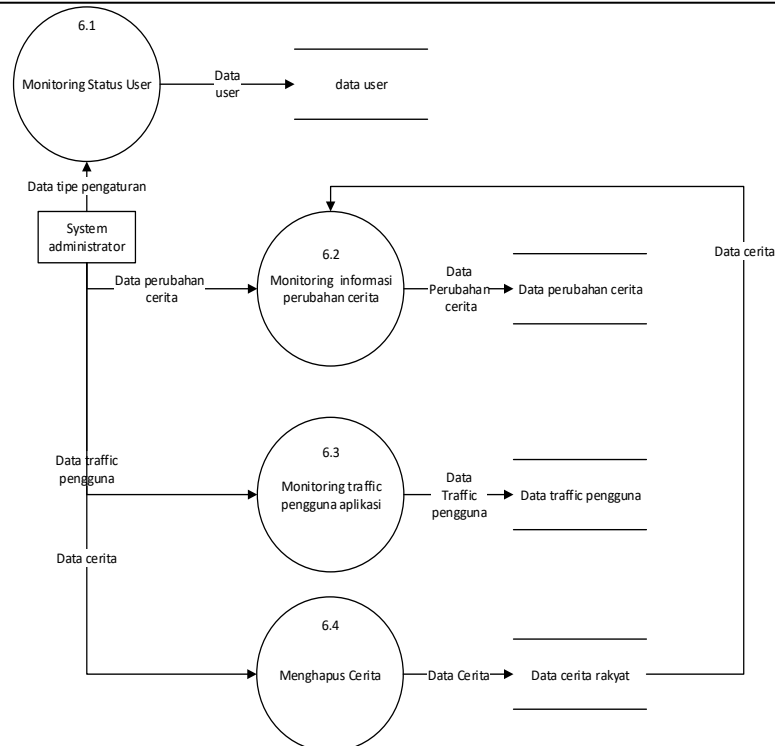 6.1
Monitoring Status User
Data
user
data user
Data tipe pengaturan
System
administrator
6.2
Monitoring informasi
perubahan cerita
Data perubahan
cerita
Data
Perubahan
cerita
Data perubahan cerita
Data cerita
6.3
Monitoring traffic
pengguna aplikasi
Data traffic
pengguna
Data
Traffic
pengguna
Data traffic pengguna
Data cerita
6.4
Menghapus Cerita
Data Cerita
Data cerita rakyat